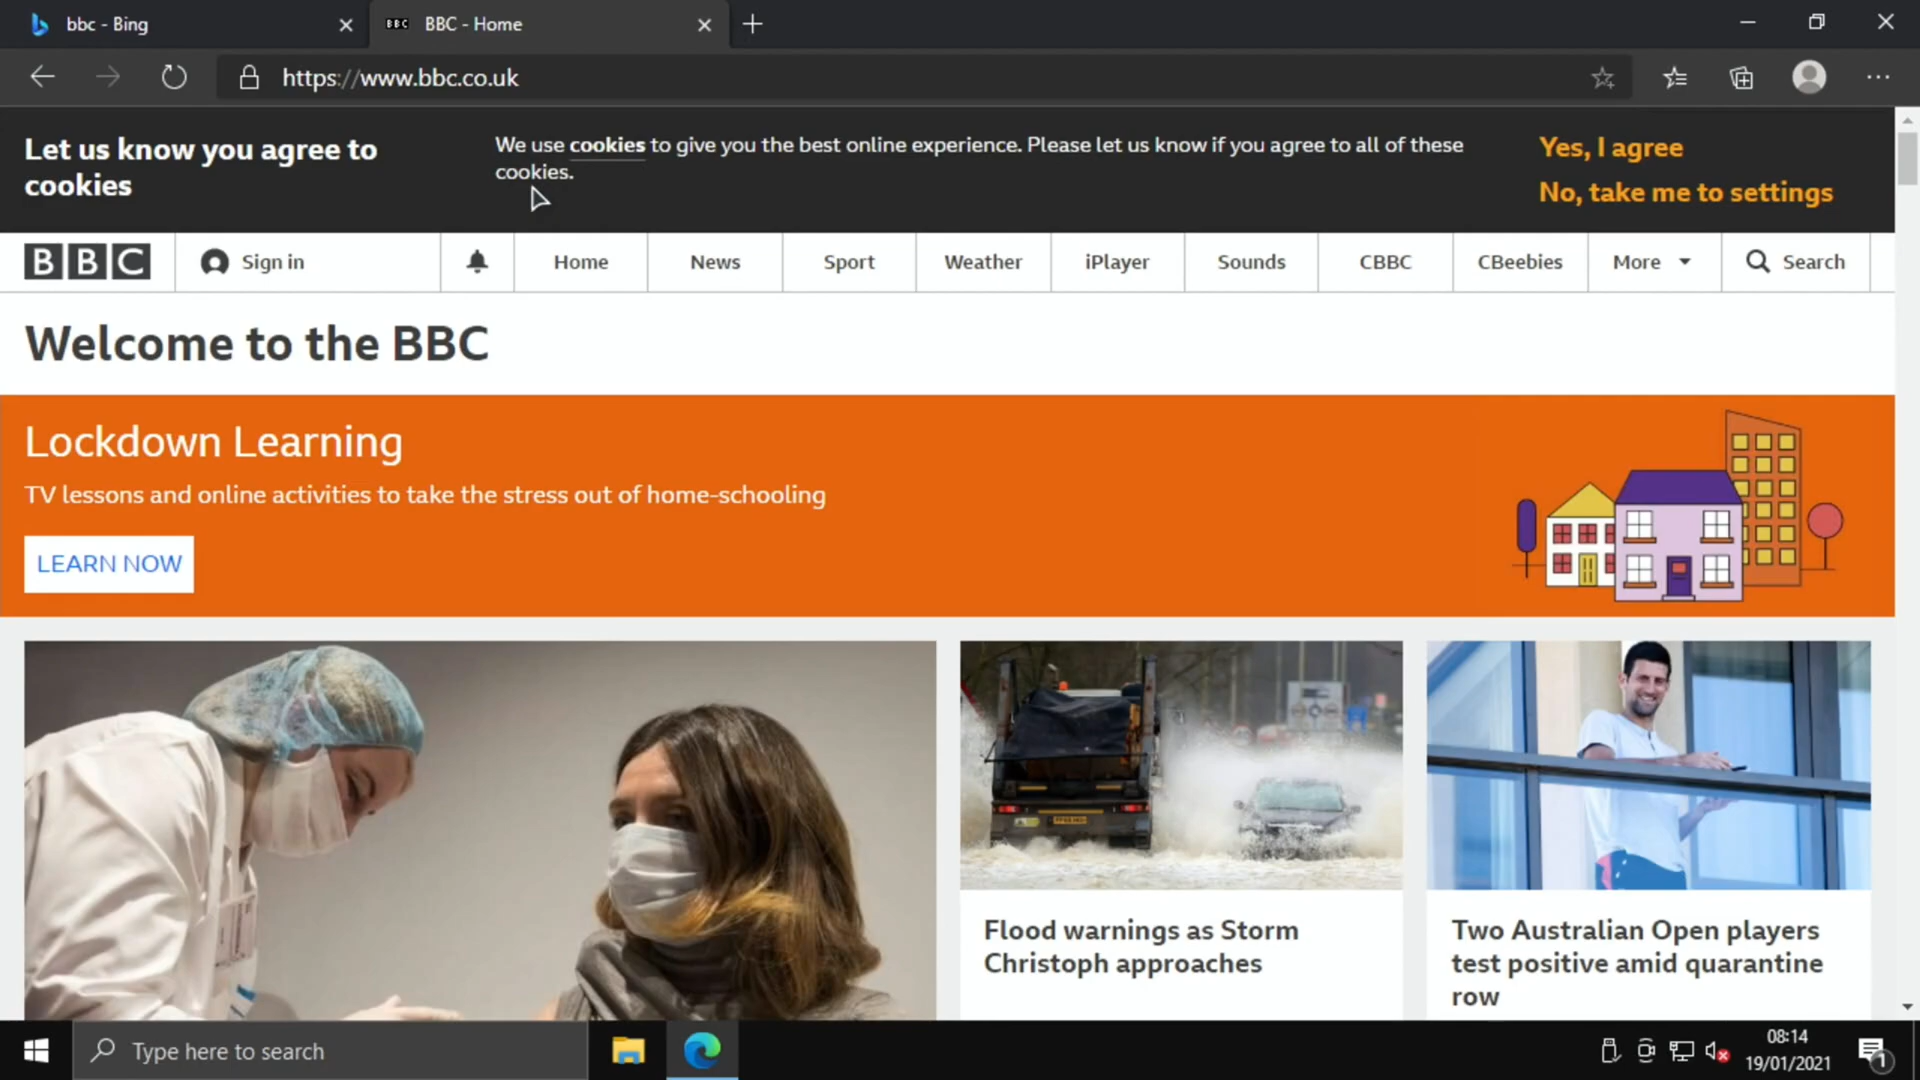 bbc - Bing
BBC BBC - Home
https://www.bbc.co.uk
Let us know you agree to
cookies
We use cookies to give you the best online experience. Please let us know if you agree to all of these
cookies.
Yes, I agree
No, take me to settings
BBC
Sign in
Home
News
Sport
Weather
iPlayer
Sounds
CBBC
CBeebies
More
Search
Welcome to the BBC
Lockdown Learning
TV lessons and online activities to take the stress out of home-schooling
LEARN NOW
Flood warnings as Storm
Christoph approaches
Two Australian Open players
test positive amid quarantine
row
Type here to search
08:14
19/01/2021
1